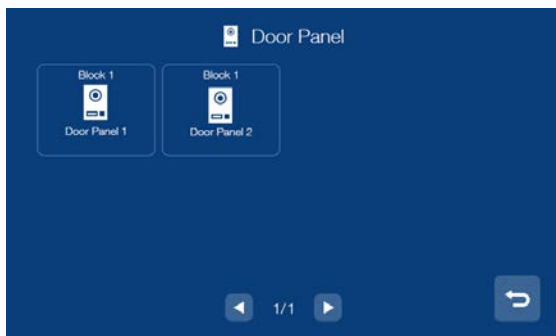 Door Panel
Block 1
Door Panel 1
Block 1
Door Panel 2
1/1